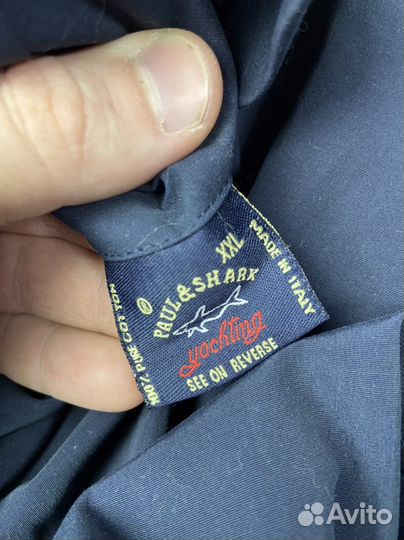 XXL
® PAUL & SHARK
yachting
SEE ON REVERSE
100% PURE COTTON
MADE IN ITALY
Avito